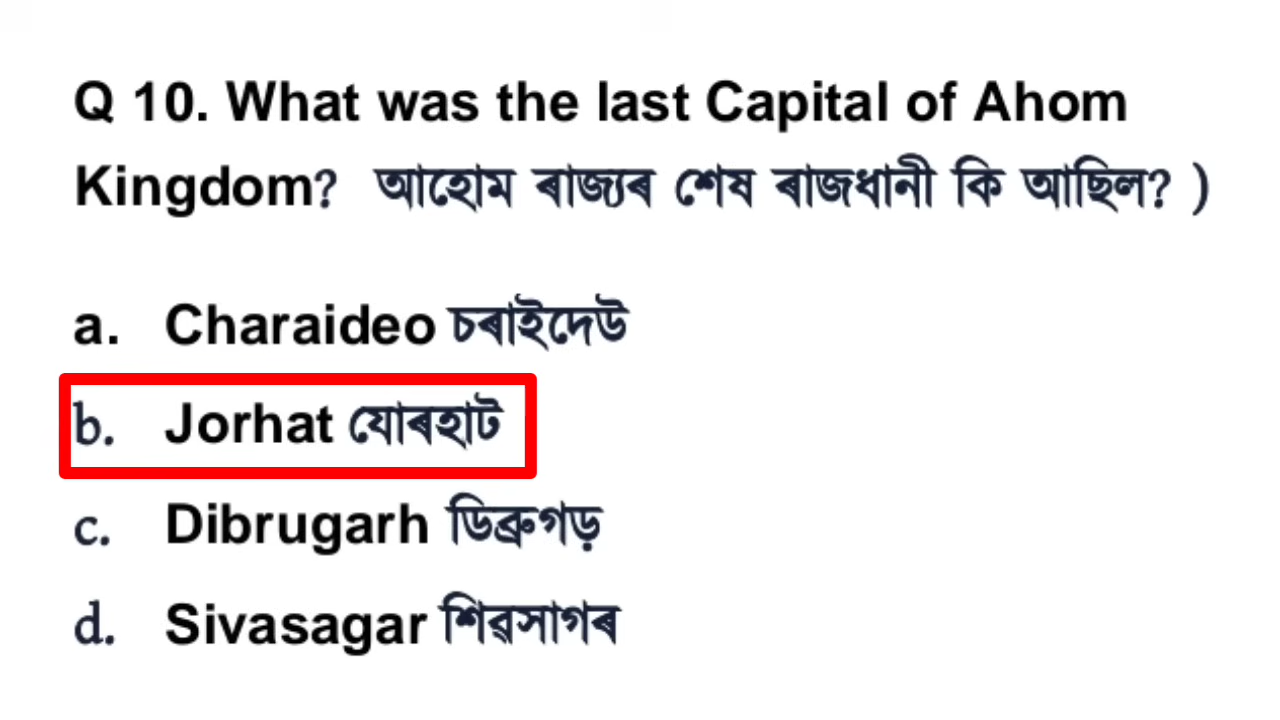 Q 10. What was the last Capital of Ahom
Kingdom? আহোম ৰাজ্যৰ শেষ ৰাজধানী কি আছিল? )
a. Charaideo চৰাইদেউ
b. Jorhat যোৰহাট
c. Dibrugarh ডিব্ৰুগড়
d. Sivasagar শিৱসাগৰ